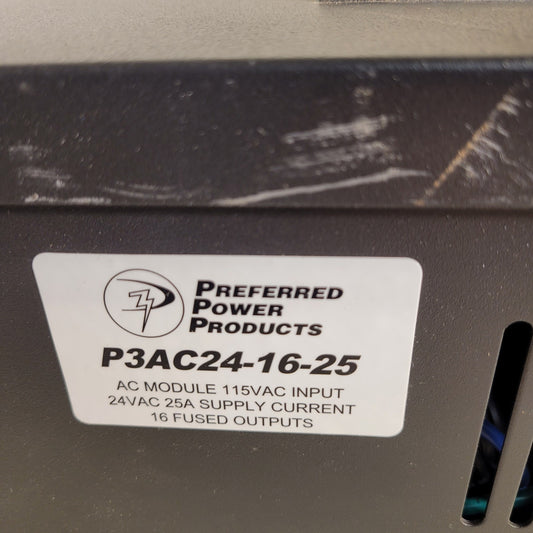 PREFERRED
POWER
PRODUCTS
P3AC24-16-25
AC MODULE 115VAC INPUT
24VAC 25A SUPPLY CURRENT
16 FUSED OUTPUTS